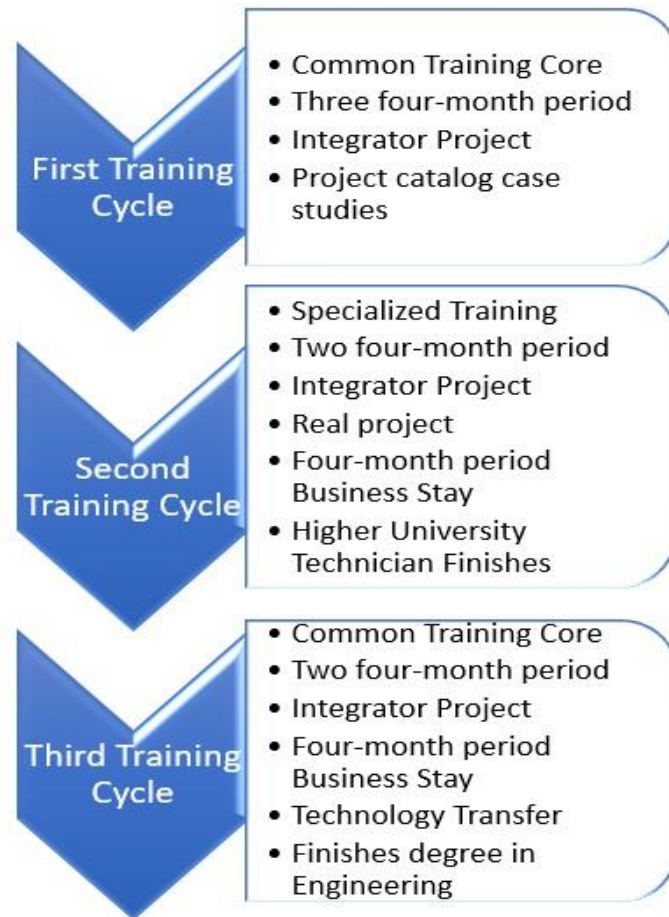 First Training
Cycle
• Common Training Core
• Three four-month period
• Integrator Project
• Project catalog case
studies
Second
Training Cycle
• Specialized Training
• Two four-month period
• Integrator Project
• Real project
• Four-month period
Business Stay
• Higher University
Technician Finishes
Third Training
Cycle
• Common Training Core
• Two four-month period
• Integrator Project
• Four-month period
Business Stay
• Technology Transfer
• Finishes degree in
Engineering